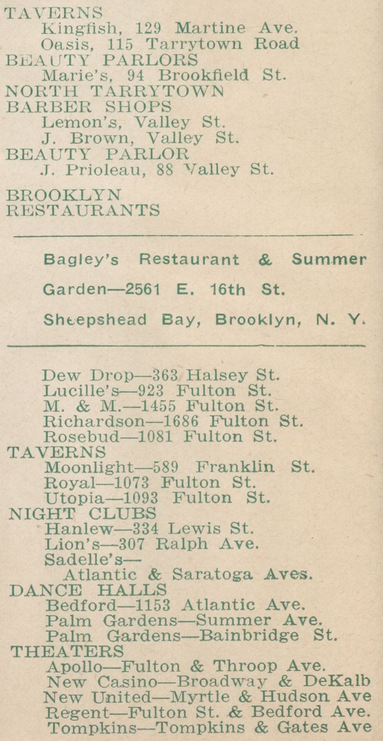 TAVERNS
Kingfish, 129 Martine Ave.
Oasis, 115 Tarrytown Road
BEAUTY PARLORS
Marie's, 94 Brookfield St.
NORTH TARRYTOWN
BARBER SHOPS
Lemon's, Valley St.
J. Brown, Valley St.
BEAUTY PARLOR
J. Prioleau, 88 Valley St.
BROOKLYN
RESTAURANTS
Bagley's Restaurant & Summer
Garden—2561 E. 16th St.
Sheepshead Bay, Brooklyn, N. Y.
Dew Drop—363 Halsey St.
Lucille's—923 Fulton St.
M. & M.—1455 Fulton St.
Richardson—1686 Fulton St.
Rosebud—1081 Fulton St.
TAVERNS
Moonlight—589 Franklin St.
Royal—1073 Fulton St.
Utopia—1093 Fulton St.
NIGHT CLUBS
Hanlew—334 Lewis St.
Lion's—307 Ralph Ave.
Sadelle's—
Atlantic & Saratoga Aves.
DANCE HALLS
Bedford—1153 Atlantic Ave.
Palm Gardens—Summer Ave.
Palm Gardens—Bainbridge St.
THEATERS
Apollo—Fulton & Throop Ave.
New Casino—Broadway & DeKalb
New United—Myrtle & Hudson Ave
Regent—Fulton St. & Bedford Ave.
Tompkins—Tompkins & Gates Ave